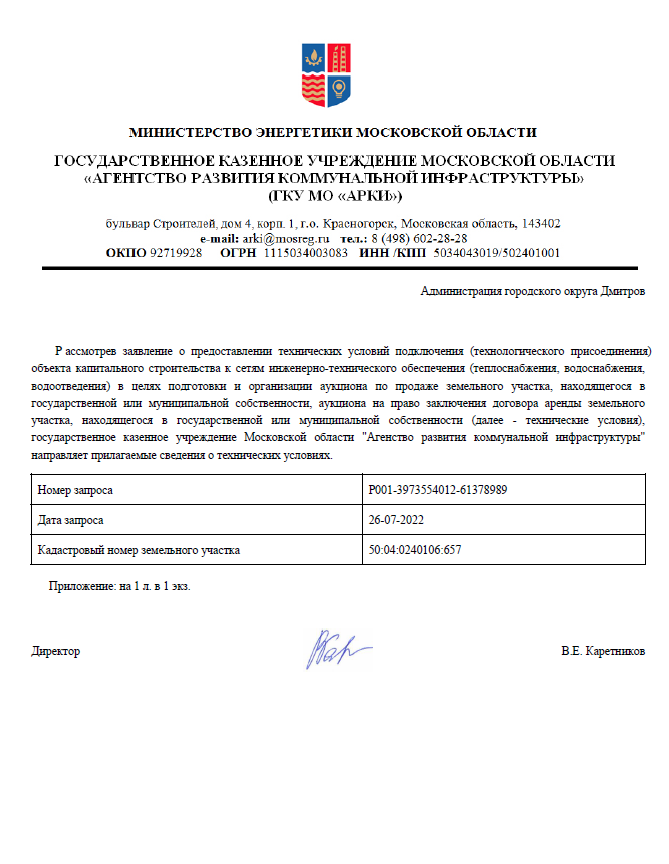 МИНИСТЕРСТВО ЭНЕРГЕТИКИ МОСКОВСКОЙ ОБЛАСТИ
ГОСУДАРСТВЕННОЕ КАЗЕННОЕ УЧРЕЖДЕНИЕ МОСКОВСКОЙ ОБЛАСТИ
«АГЕНТСТВО РАЗВИТИЯ КОММУНАЛЬНОЙ ИНФРАСТРУКТУРЫ»
(ГКУ МО «АРКИ»)
бульвар Строителей, дом 4, корп. 1, г.о. Красногорск, Московская область, 143402
e-mail: arki@mosreg.ru тел.: 8 (498) 602-28-28
ОКПО 92719928 ОГРН 1115034003083 ИНН /КПП 5034043019/502401001
Администрация городского округа Дмитров
Рассмотрев заявление о предоставлении технических условий подключения (технологического присоединения)
объекта капитального строительства к сетям инженерно-технического обеспечения (теплоснабжения, водоснабжения,
водоотведения) в целях подготовки и организации аукциона по продаже земельного участка, находящегося в
государственной или муниципальной собственности, аукциона на право заключения договора аренды земельного
участка, находящегося в государственной или муниципальной собственности (далее - технические условия),
государственное казенное учреждение Московской области "Агенство развития коммунальной инфраструктуры"
направляет прилагаемые сведения о технических условиях.
Номер запроса P001-3973554012-61378989
Дата запроса 26-07-2022
Кадастровый номер земельного участка 50:04:0240106:657
Приложение: на 1 л. в 1 экз.
Директор В.Е. Каретников